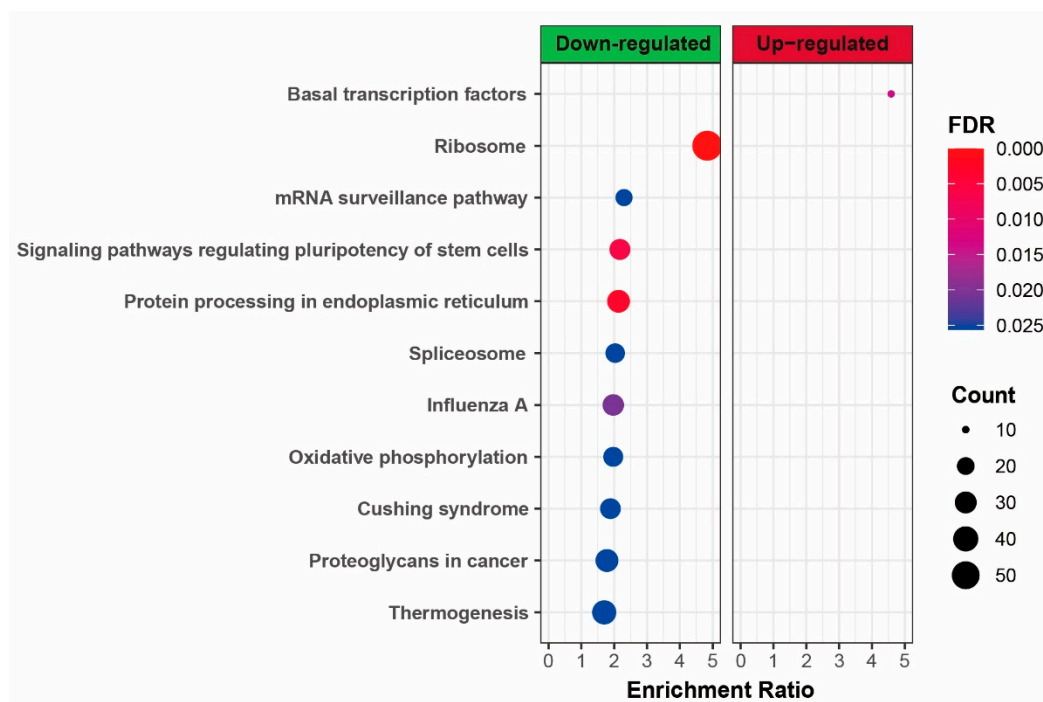 Down-regulated
Up-regulated
Basal transcription factors
Ribosome
mRNA surveillance pathway
Signaling pathways regulating pluripotency of stem cells
Protein processing in endoplasmic reticulum
Spliceosome
Influenza A
Oxidative phosphorylation
Cushing syndrome
Proteoglycans in cancer
Thermogenesis
0 1 2 3 4 5
0 1 2 3 4 5
Enrichment Ratio
FDR
0.000
0.005
0.010
0.015
0.020
0.025
Count
10
20
30
40
50